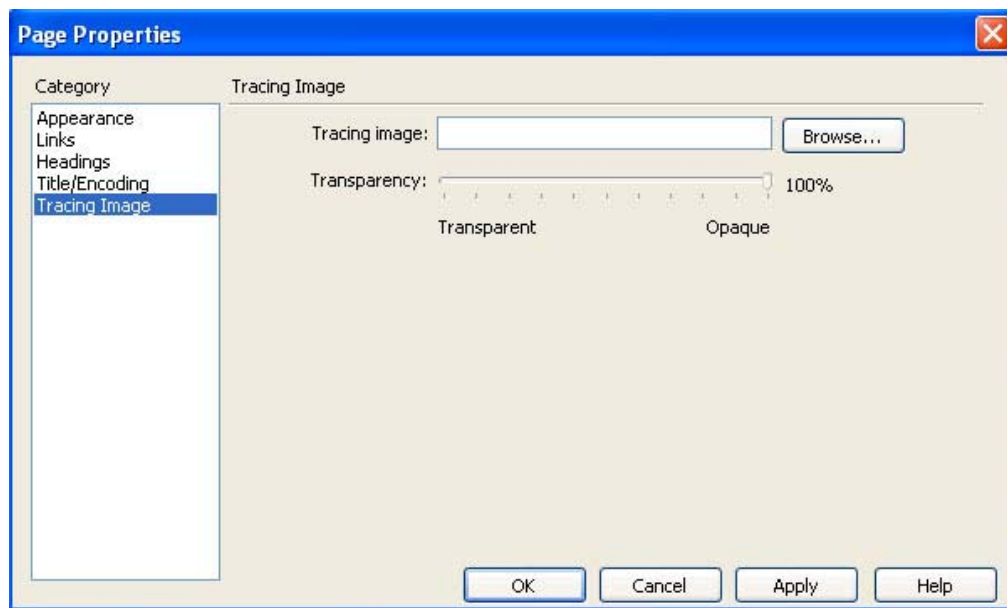 Page Properties
Category
Appearance
Links
Headings
Title/Encoding
Tracing Image
Tracing Image
Tracing image:
Browse...
Transparency:
100%
Transparent Opaque
OK Cancel Apply Help